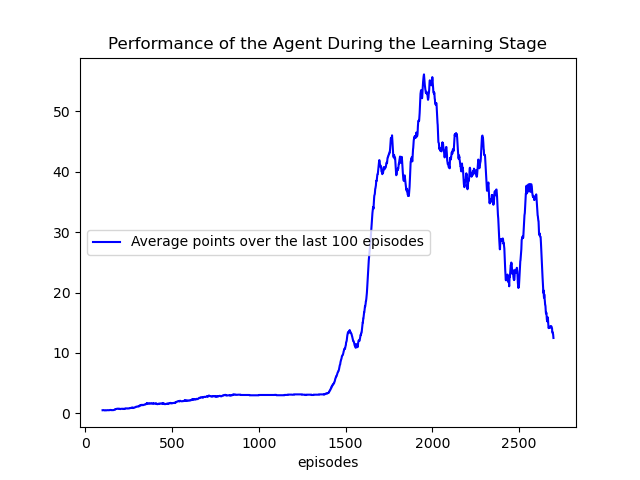 Performance of the Agent During the Learning Stage
50
40
30
Average points over the last 100 episodes
20
10
0
0 500 1000 1500 2000 2500
episodes